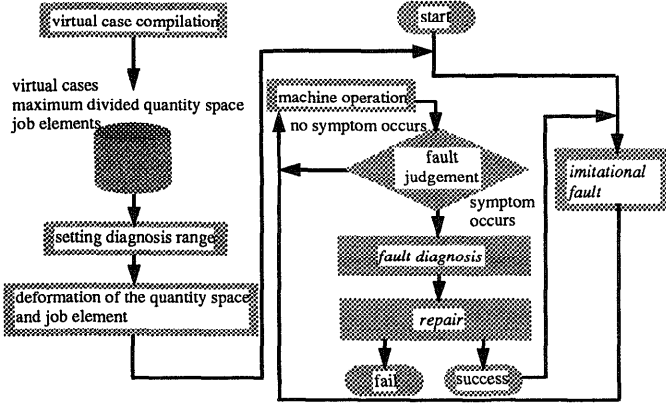 virtual case compilation
virtual cases
maximum divided quantity space
job elements
setting diagnosis range
deformation of the quantity space
and job element
start
machine operation
no symptom occurs
fault
judgement
symptom
occurs
fault diagnosis
repair
fail
success
imitational
fault